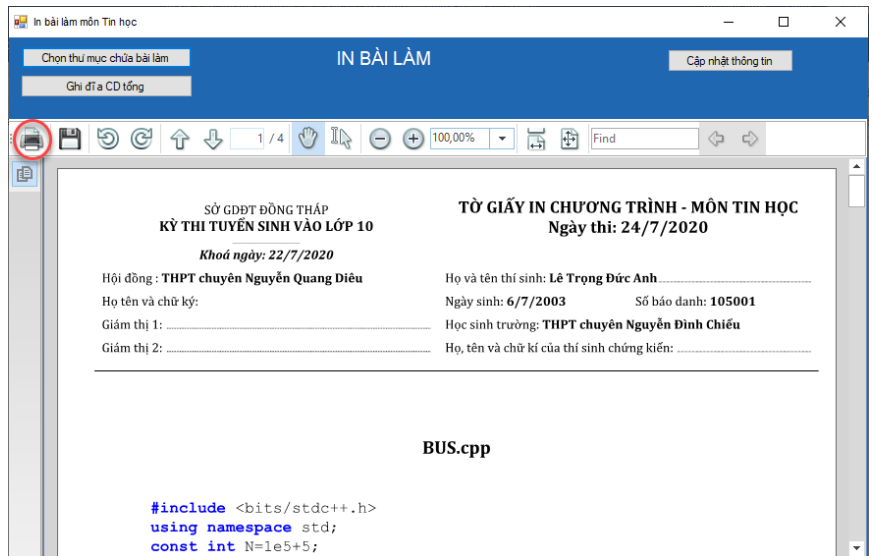 In bài làm môn Tin học
Chọn thư mục chứa bài làm
IN BÀI LÀM
Cập nhật thông tin
Ghi đĩa CD tổng
1 / 4
100,00%
Find
SỞ GDĐT ĐỒNG THÁP
KỲ THI TUYỂN SINH VÀO LỚP 10
Khoá ngày: 22/7/2020
TỜ GIẤY IN CHƯƠNG TRÌNH - MÔN TIN HỌC
Ngày thi: 24/7/2020
Hội đồng : THPT chuyên Nguyễn Quang Diêu
Họ tên và chữ ký:
Giám thị 1:
Giám thị 2:
Họ và tên thí sinh: Lê Trọng Đức Anh
Ngày sinh: 6/7/2003 Số báo danh: 105001
Học sinh trường: THPT chuyên Nguyễn Đình Chiểu
Họ, tên và chữ kí của thí sinh chứng kiến:
BUS.cpp
#include <bits/stdc++.h>
using namespace std;
const int N=1e5+5;